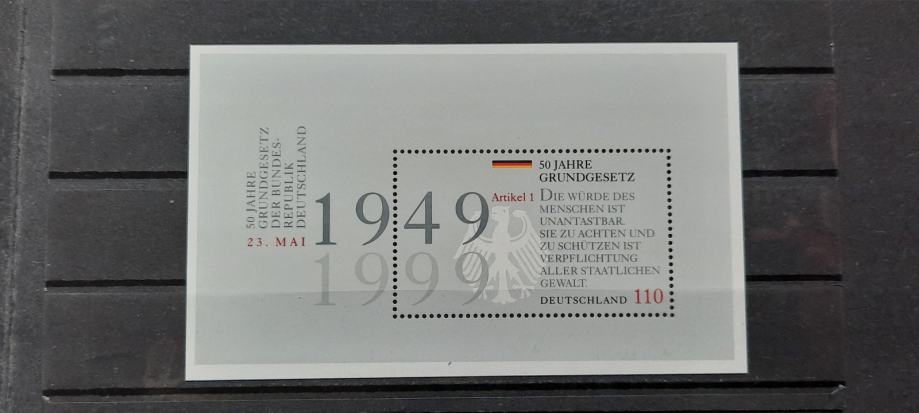 50 JAHRE
GRUNDGESETZ
DER BUNDES-
REPUBLIK
DEUTSCHLAND
23. MAI
1949
1999
50 JAHRE
GRUNDGESETZ
Artikel 1
DIE WÜRDE DES
MENSCHEN IST
UNANTASTBAR.
SIE ZU ACHTEN UND
ZU SCHÜTZEN IST
VERPFLICHTUNG
ALLER STAATLICHEN
GEWALT.
DEUTSCHLAND 110